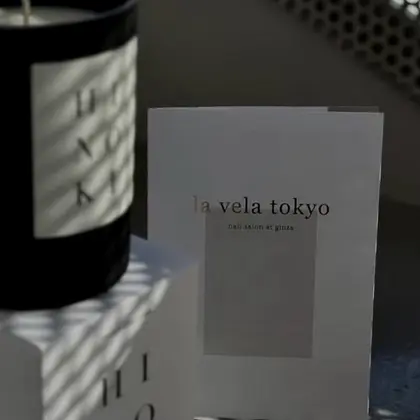 H I
N O
K I
la vela tokyo
nail salon at ginza
H I
O